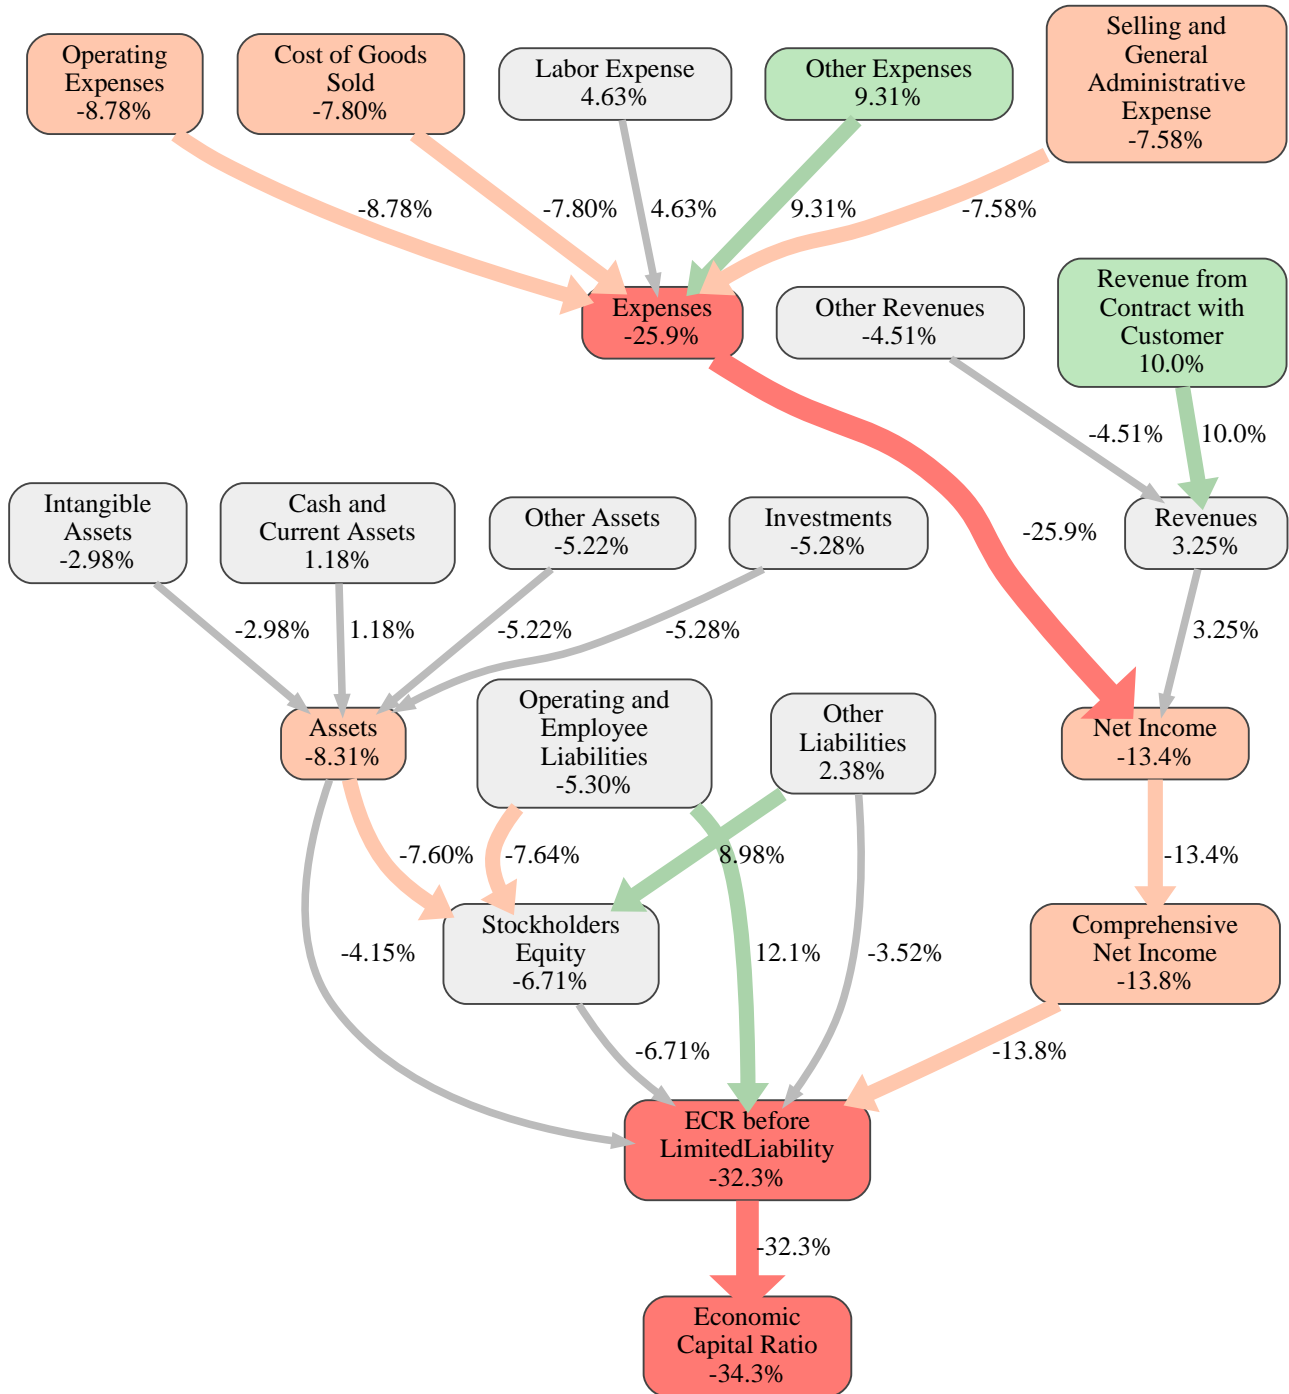 Operating
Expenses
-8.78%
Cost of Goods
Sold
-7.80%
Labor Expense
4.63%
Other Expenses
9.31%
Selling and
General
Administrative
Expense
-7.58%
-8.78%
-7.80%
4.63%
9.31%
-7.58%
Expenses
-25.9%
Other Revenues
-4.51%
Revenue from
Contract with
Customer
10.0%
-4.51%
10.0%
Intangible
Assets
-2.98%
Cash and
Current Assets
1.18%
Other Assets
-5.22%
Investments
-5.28%
-25.9%
Revenues
3.25%
-2.98%
1.18%
-5.22%
-5.28%
3.25%
Assets
-8.31%
Operating and
Employee
Liabilities
-5.30%
Other
Liabilities
2.38%
Net Income
-13.4%
-7.60%
-7.64%
8.98%
-13.4%
Stockholders
Equity
-6.71%
Comprehensive
Net Income
-13.8%
-4.15%
12.1%
-3.52%
-6.71%
-13.8%
ECR before
LimitedLiability
-32.3%
-32.3%
Economic
Capital Ratio
-34.3%